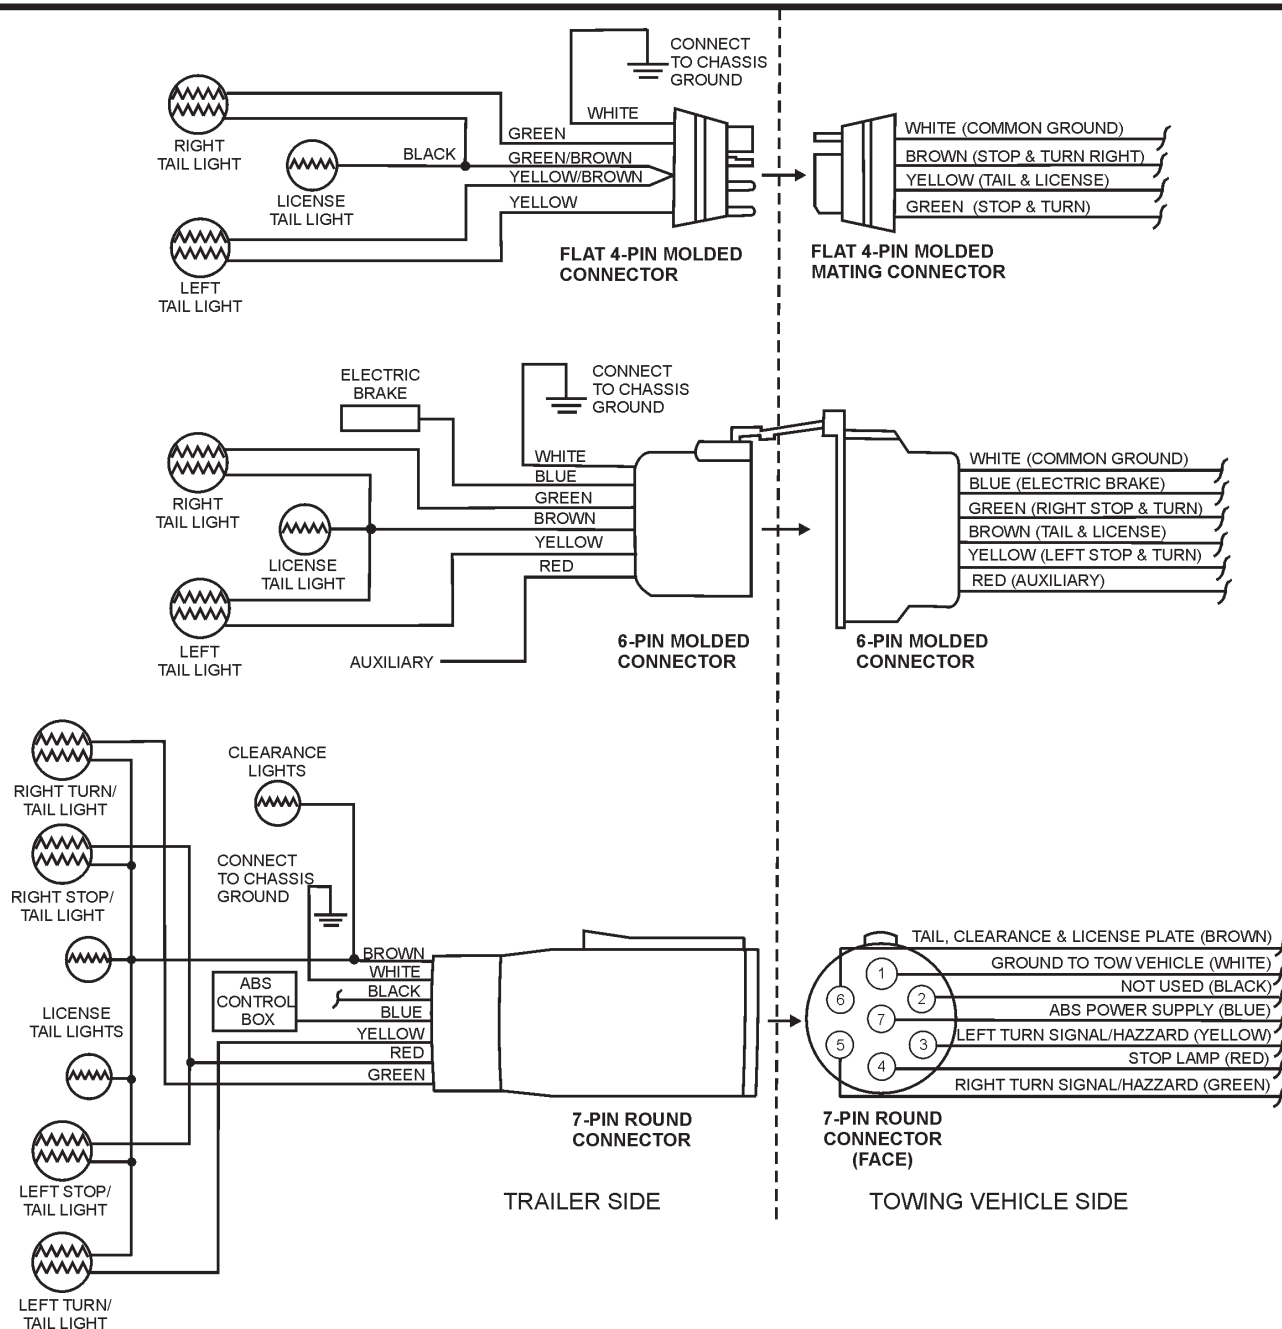 CONNECT
TO CHASSIS
GROUND
WHITE
GREEN
BLACK
GREEN/BROWN
YELLOW/BROWN
YELLOW
RIGHT
TAIL LIGHT
LICENSE
TAIL LIGHT
LEFT
TAIL LIGHT
FLAT 4-PIN MOLDED
CONNECTOR
WHITE (COMMON GROUND)
BROWN (STOP & TURN RIGHT)
YELLOW (TAIL & LICENSE)
GREEN (STOP & TURN)
FLAT 4-PIN MOLDED
MATING CONNECTOR
ELECTRIC
BRAKE
CONNECT
TO CHASSIS
GROUND
WHITE
BLUE
GREEN
BROWN
YELLOW
RED
RIGHT
TAIL LIGHT
LICENSE
TAIL LIGHT
LEFT
TAIL LIGHT
AUXILIARY
6-PIN MOLDED
CONNECTOR
WHITE (COMMON GROUND)
BLUE (ELECTRIC BRAKE)
GREEN (RIGHT STOP & TURN)
BROWN (TAIL & LICENSE)
YELLOW (LEFT STOP & TURN)
RED (AUXILIARY)
6-PIN MOLDED
CONNECTOR
RIGHT TURN/
TAIL LIGHT
RIGHT STOP/
TAIL LIGHT
LICENSE
TAIL LIGHTS
LEFT STOP/
TAIL LIGHT
LEFT TURN/
TAIL LIGHT
CLEARANCE
LIGHTS
CONNECT
TO CHASSIS
GROUND
ABS
CONTROL
BOX
BROWN
WHITE
BLACK
BLUE
YELLOW
RED
GREEN
7-PIN ROUND
CONNECTOR
TAIL, CLEARANCE & LICENSE PLATE (BROWN)
GROUND TO TOW VEHICLE (WHITE)
NOT USED (BLACK)
ABS POWER SUPPLY (BLUE)
LEFT TURN SIGNAL/HAZZARD (YELLOW)
STOP LAMP (RED)
RIGHT TURN SIGNAL/HAZZARD (GREEN)
1
6
2
7
5
3
4
7-PIN ROUND
CONNECTOR
(FACE)
TRAILER SIDE
TOWING VEHICLE SIDE